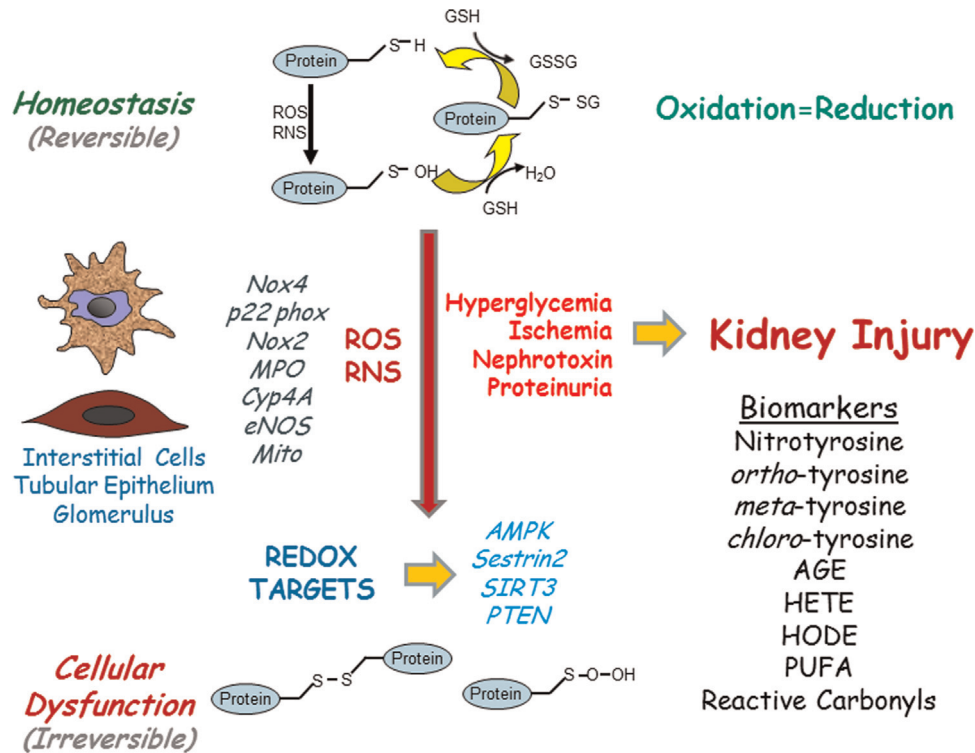 GSH
S-H
Protein
GSSG
Homeostasis
(Reversible)
ROS
RNS
S- SG
Protein
Oxidation=Reduction
S- OH
Protein
H2O
GSH
Nox4
p22 phox
Nox2
MPO
Cyp4A
eNOS
Mito
ROS
RNS
Hyperglycemia
Ischemia
Nephrotoxin
Proteinuria
Kidney Injury
Biomarkers
Nitrotyrosine
ortho-tyrosine
meta-tyrosine
chloro-tyrosine
AGE
HETE
HODE
PUFA
Reactive Carbonyls
Interstitial Cells
Tubular Epithelium
Glomerulus
REDOX
TARGETS
AMPK
Sestrin2
SIRT3
PTEN
Cellular
Dysfunction
(Irreversible)
Protein
S-S
Protein
Protein
S-O-OH